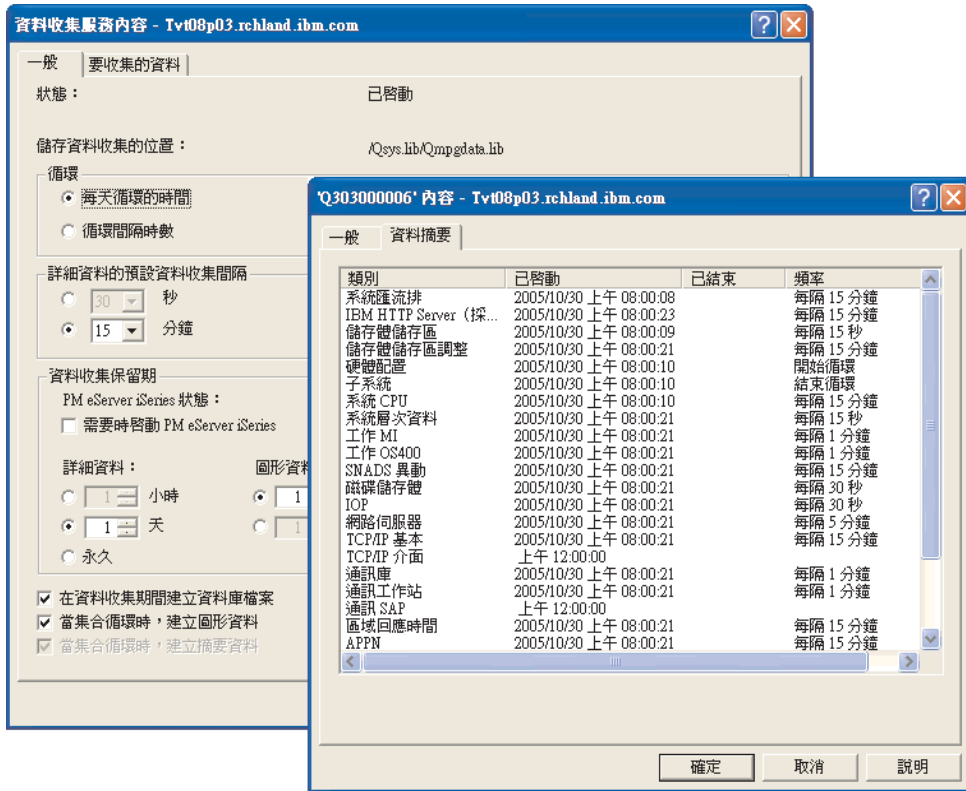 資料收集服務內容 - Tvt08p03.rchland.ibm.com
一般 要收集的資料
狀態： 已啓動
儲存資料收集的位置： /Qsys.lib/Qmpgdata.lib
循環
每天循環的時間
循環間隔時數
詳細資料的預設資料收集間隔
30 秒
15 分鐘
資料收集保留期
PM eServer iSeries 狀態：
需要時啓動 PM eServer iSeries
詳細資料： 圖形資料
1 小時 1
1 天 1
永久
在資料收集期間建立資料庫檔案
當集合循環時，建立圖形資料
當集合循環時，建立摘要資料
'Q303000006' 內容 - Tvt08p03.rchland.ibm.com
一般 資料摘要
類別 已啓動 已結束 頻率
系統匯流排 2005/10/30 上午 08:00:08 每隔 15 分鐘
IBM HTTP Server（採... 2005/10/30 上午 08:00:23 每隔 15 分鐘
儲存體儲存區 2005/10/30 上午 08:00:09 每隔 15 秒
儲存體儲存區調整 2005/10/30 上午 08:00:21 每隔 15 分鐘
硬體配置 2005/10/30 上午 08:00:10 開始循環
子系統 2005/10/30 上午 08:00:10 結束循環
系統 CPU 2005/10/30 上午 08:00:10 每隔 15 分鐘
系統層次資料 2005/10/30 上午 08:00:21 每隔 15 秒
工作 MI 2005/10/30 上午 08:00:21 每隔 1 分鐘
工作 OS400 2005/10/30 上午 08:00:21 每隔 1 分鐘
SNADS 異動 2005/10/30 上午 08:00:21 每隔 15 分鐘
磁碟儲存體 2005/10/30 上午 08:00:21 每隔 30 秒
IOP 2005/10/30 上午 08:00:21 每隔 30 秒
網路伺服器 2005/10/30 上午 08:00:21 每隔 5 分鐘
TCP/IP 基本 2005/10/30 上午 08:00:21 每隔 15 分鐘
TCP/IP 介面 上午 12:00:00
通訊庫 2005/10/30 上午 08:00:21 每隔 1 分鐘
通訊工作站 2005/10/30 上午 08:00:21 每隔 1 分鐘
通訊 SAP 上午 12:00:00
區域回應時間 2005/10/30 上午 08:00:21 每隔 15 分鐘
APPN 2005/10/30 上午 08:00:21 每隔 15 分鐘
確定 取消 說明